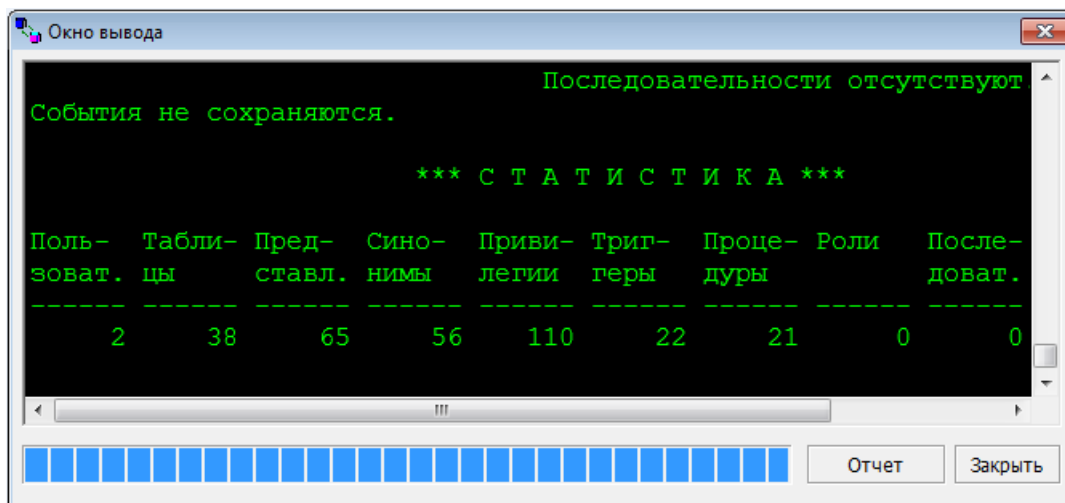 Окно вывода
Последовательности отсутствуют.
События не сохраняются.
*** С Т А Т И С Т И К А ***
Поль- Табли- Пред- Сино- Приви- Триг- Проце- Роли После-
зоват. цы ставл. нимы легии геры дуры доват.
------ ------ ------ ------ ------ ------ ------ ------ ------
2 38 65 56 110 22 21 0 0
Отчет Закрыть